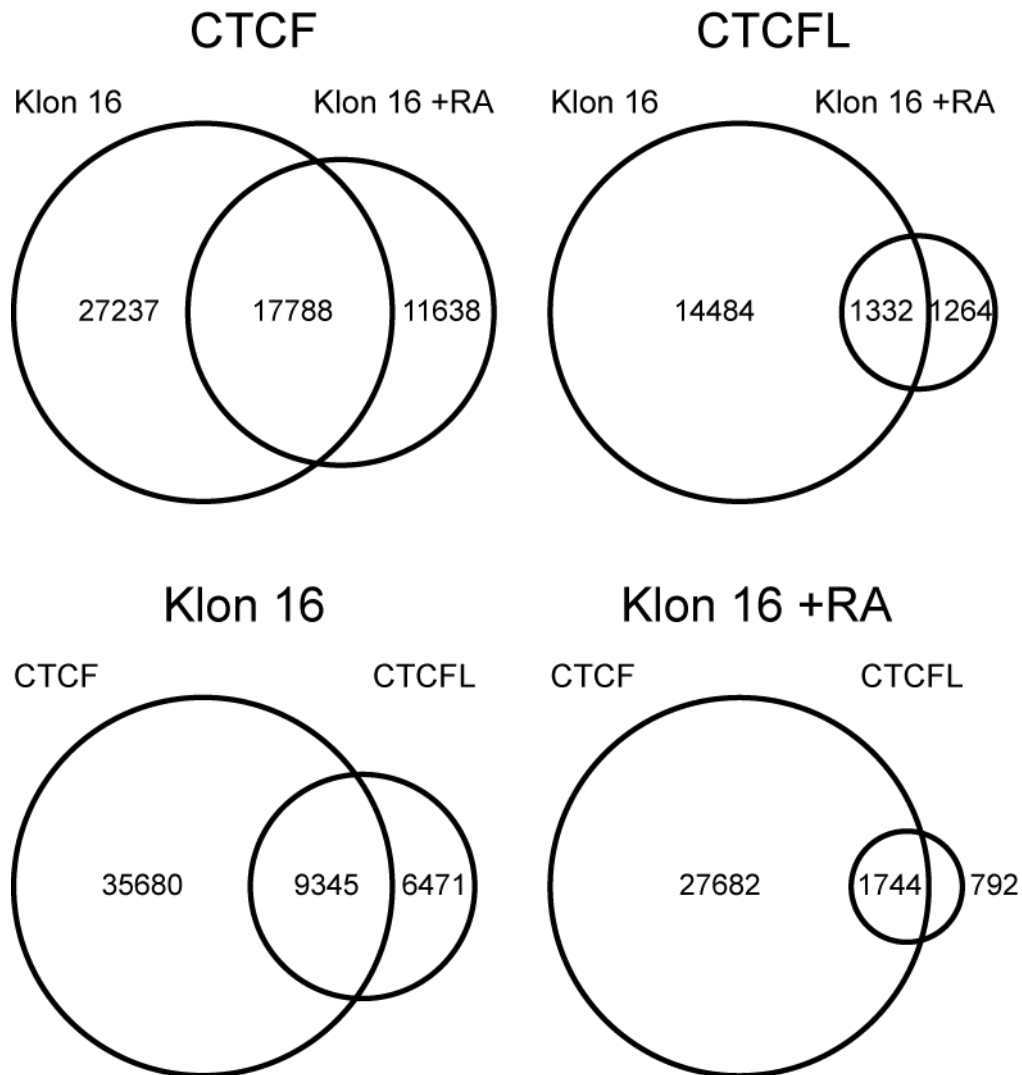 CTCF
CTCFL
Klon 16
Klon 16 +RA
Klon 16
Klon 16 +RA
27237
17788
11638
14484
1332
1264
Klon 16
Klon 16 +RA
CTCF
CTCFL
CTCF
CTCFL
35680
9345
6471
27682
1744
792